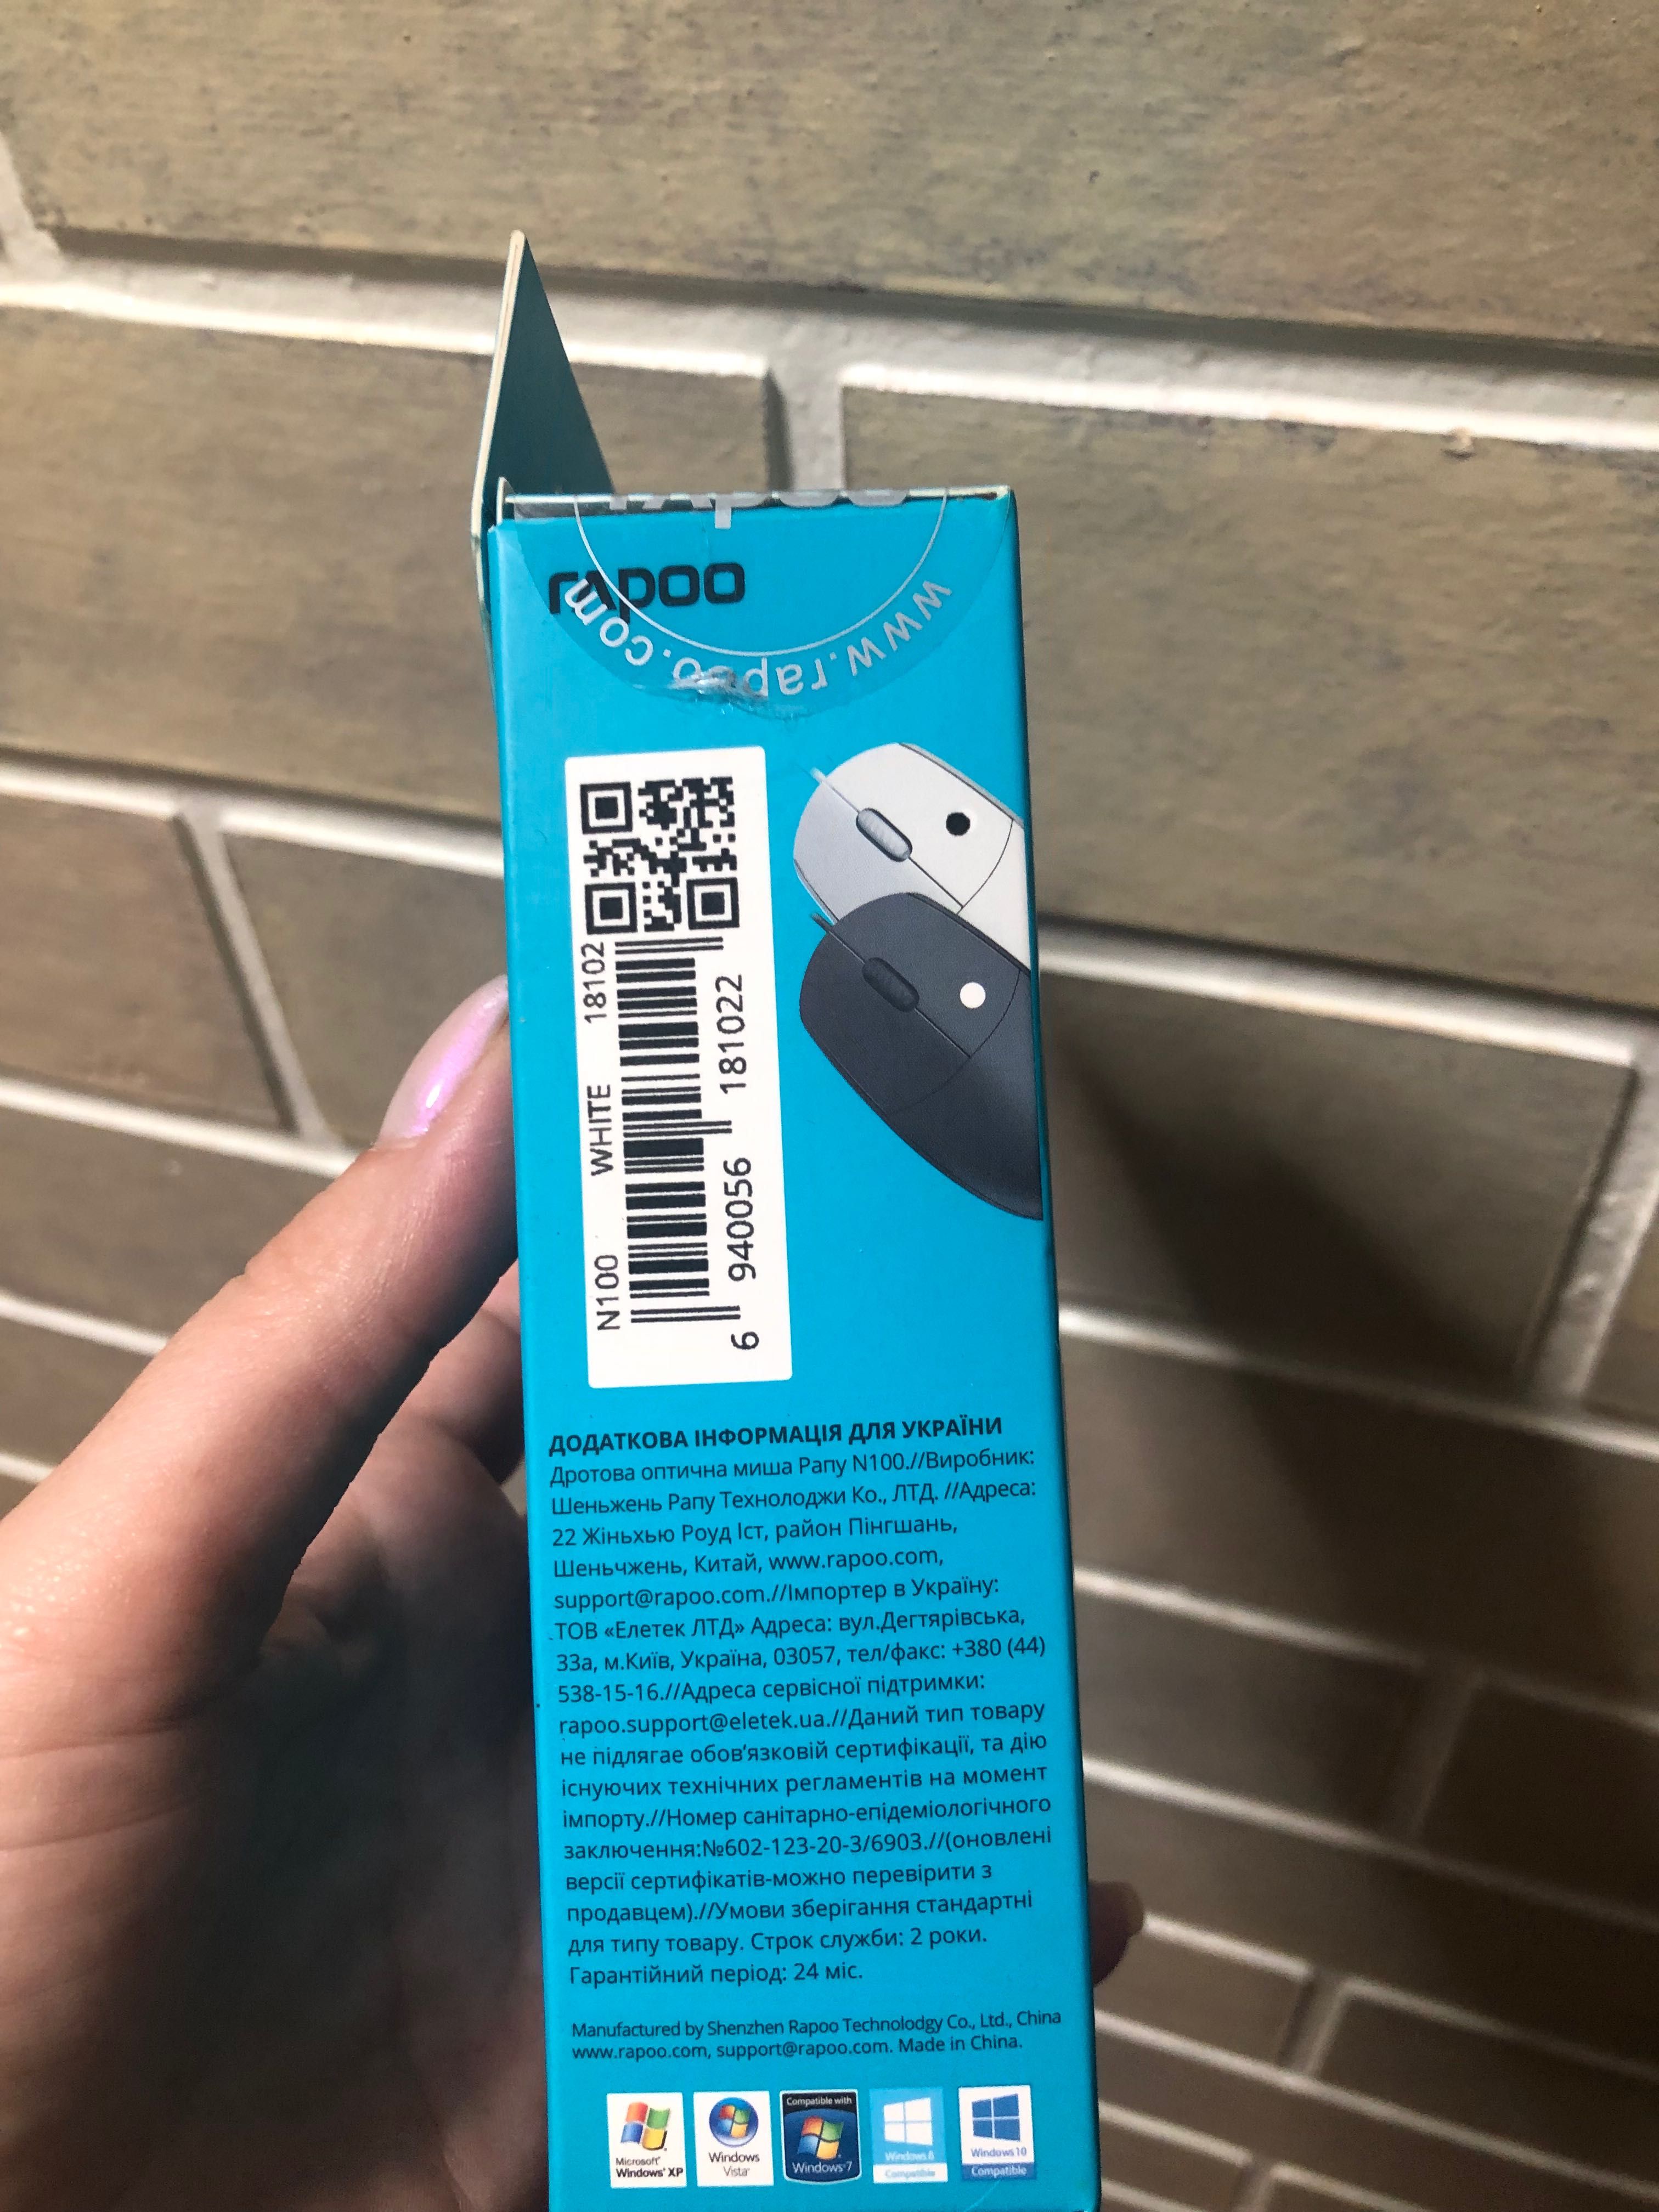 rapoo
rapoo
www.rapoo.com
N100 WHITE 18102
6 940056 181022
ДОДАТКОВА ІНФОРМАЦІЯ ДЛЯ УКРАЇНИ
Дротова оптична миша Рапу N100.//Виробник:
Шеньжень Рапу Технолоджи Ко., ЛТД. //Адреса:
22 Жіньхью Роуд Іст, район Пінгшань,
Шеньчжень, Китай, www.rapoo.com,
support@rapoo.com.//Імпортер в Україну:
ТОВ «Елетек ЛТД» Адреса: вул.Дегтярівська,
33а, м.Київ, Україна, 03057, тел/факс: +380 (44)
538-15-16.//Адреса сервісної підтримки:
rapoo.support@eletek.ua.//Даний тип товару
не підлягає обов'язковій сертифікації, та дію
існуючих технічних регламентів на момент
імпорту.//Номер санітарно-епідеміологічного
заключення:№602-123-20-3/6903.//(оновлені
версії сертифікатів-можно перевірити з
продавцем).//Умови зберігання стандартні
для типу товару. Строк служби: 2 роки.
Гарантійний період: 24 міс.
Manufactured by Shenzhen Rapoo Technolodgy Co., Ltd., China
www.rapoo.com, support@rapoo.com. Made in China.
Microsoft®
Windows® XP
Windows
Vista™
Compatible with
Windows® 7
Windows 8
Compatible
Windows 10
Compatible